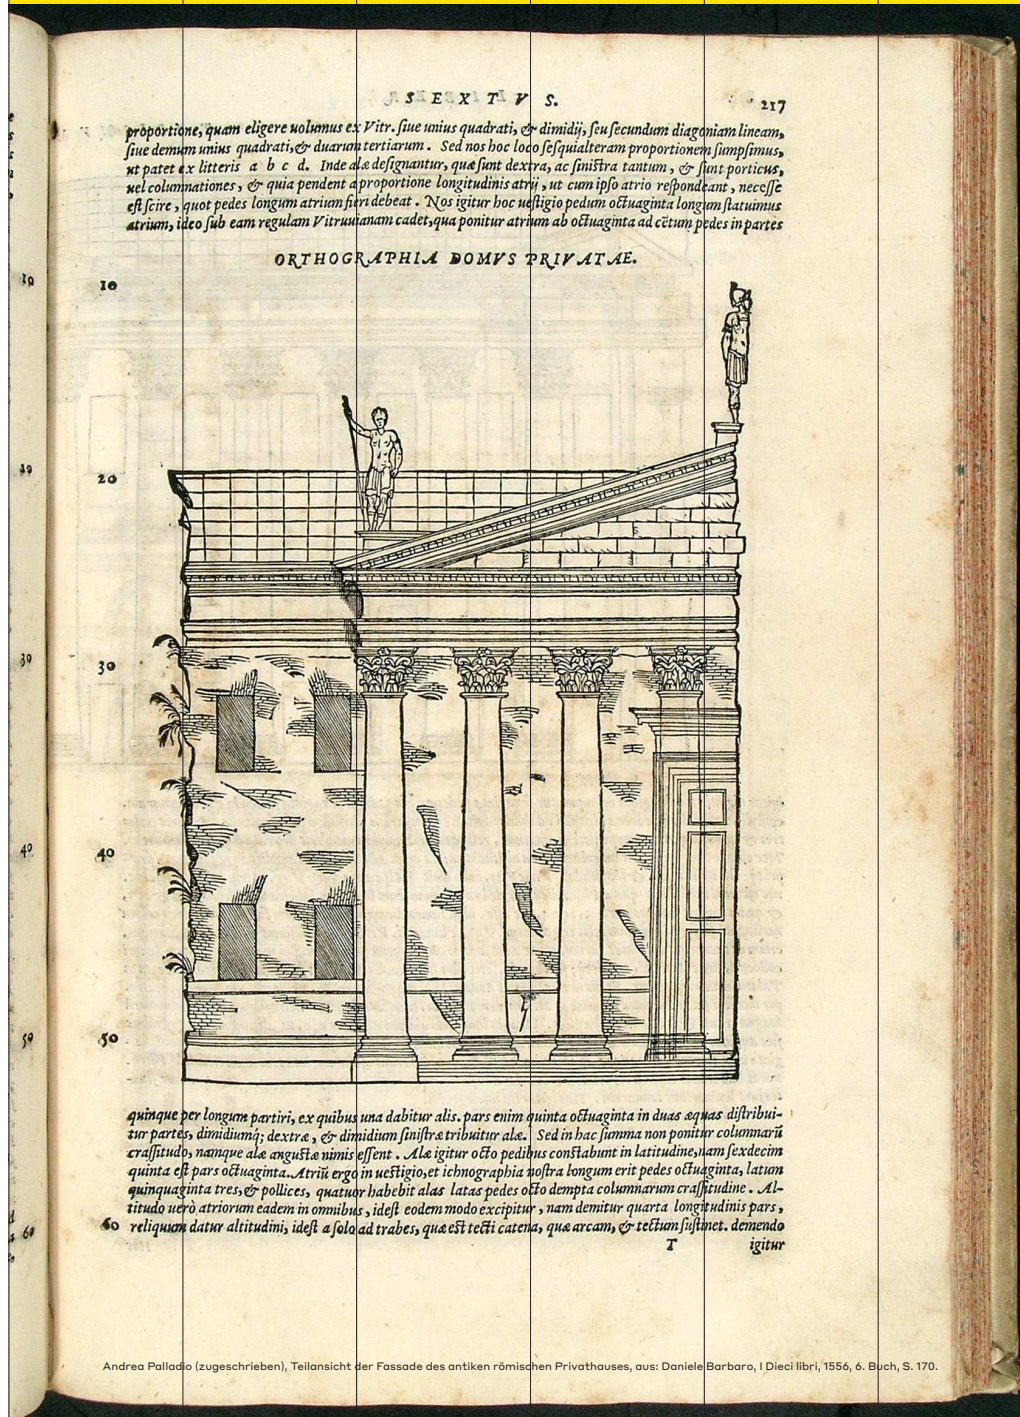 SEXTVS.
217
proportione, quam eligere uolumus ex Vitr. ſiue unius quadrati, & dimidij, ſeu ſecundum diagoniam lineam,
ſiue demum unius quadrati, & duarum tertiarum. Sed nos hoc loco ſeſquialteram proportionem ſumpſimus,
ut patet ex litteris a b c d. Inde alæ deſignantur, quæ ſunt dextra, ac ſiniſtra tantum, & ſunt porticus,
uel columnationes, & quia pendent a proportione longitudinis atrij, ut cum ipſo atrio reſpondeant, neceſſe
eſt ſcire, quot pedes longum atrium fieri debeat. Nos igitur hoc ueſtigio pedum octuaginta longum ſtatuimus
atrium, ideo ſub eam regulam Vitruuianam cadet, qua ponitur atrium ab octuaginta ad cētum pedes in partes
ORTHOGRAPHIA DOMVS PRIVATAE.
10
20
30
40
50
quinque per longum partiri, ex quibus una dabitur alis. pars enim quinta octuaginta in duas æquas diſtribui-
tur partes, dimidiumq́; dextræ, & dimidium ſiniſtræ tribuitur alæ. Sed in hac ſumma non ponitur columnarū
craſſitudo, namque alæ anguſtæ nimis eſſent. Alæ igitur octo pedibus conſtabunt in latitudine, nam ſexdecim
quinta eſt pars octuaginta. Atriū ergo in ueſtigio, et ichnographia noſtra longum erit pedes octuaginta, latum
quinquaginta tres, & pollices, quatuor habebit alas latas pedes octo dempta columnarum craſſitudine. Al-
titudo uerò atriorum eadem in omnibus, ideſt eodem modo excipitur, nam demitur quarta longitudinis pars,
60 reliquum datur altitudini, ideſt a ſolo ad trabes, quæ eſt tecti catena, quæ arcam, & tectum ſuſtinet. demendo
T igitur
Andrea Palladio (zugeschrieben), Teilansicht der Fassade des antiken römischen Privathauses, aus: Daniele Barbaro, I Dieci libri, 1556, 6. Buch, S. 170.